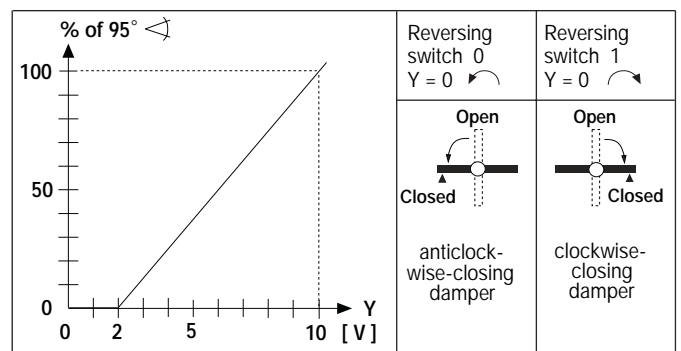 % of 95°
100
50
0
0 2 5 10 [ V ]
Y
Reversing
switch 0
Y = 0
Reversing
switch 1
Y = 0
Open
Closed
anticlock-
wise-closing
damper
Open
Closed
clockwise-
closing
damper